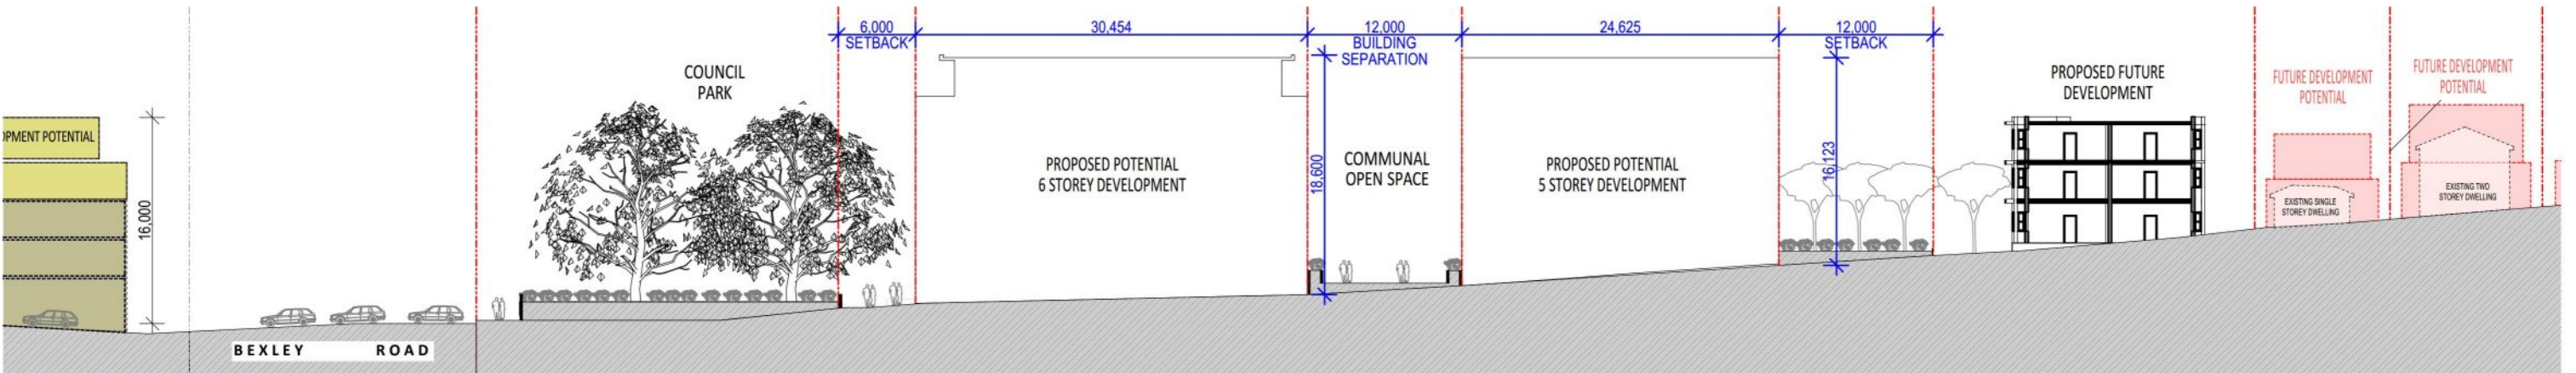 6,000
SETBACK
30,454
12,000
BUILDING
SEPARATION
24,625
12,000
SETBACK
COUNCIL
PARK
PROPOSED FUTURE
DEVELOPMENT
FUTURE DEVELOPMENT
POTENTIAL
FUTURE DEVELOPMENT
POTENTIAL
OPMENT POTENTIAL
16,000
PROPOSED POTENTIAL
6 STOREY DEVELOPMENT
18,600
COMMUNAL
OPEN SPACE
PROPOSED POTENTIAL
5 STOREY DEVELOPMENT
16,123
EXISTING SINGLE
STOREY DWELLING
EXISTING TWO
STOREY DWELLING
BEXLEY ROAD